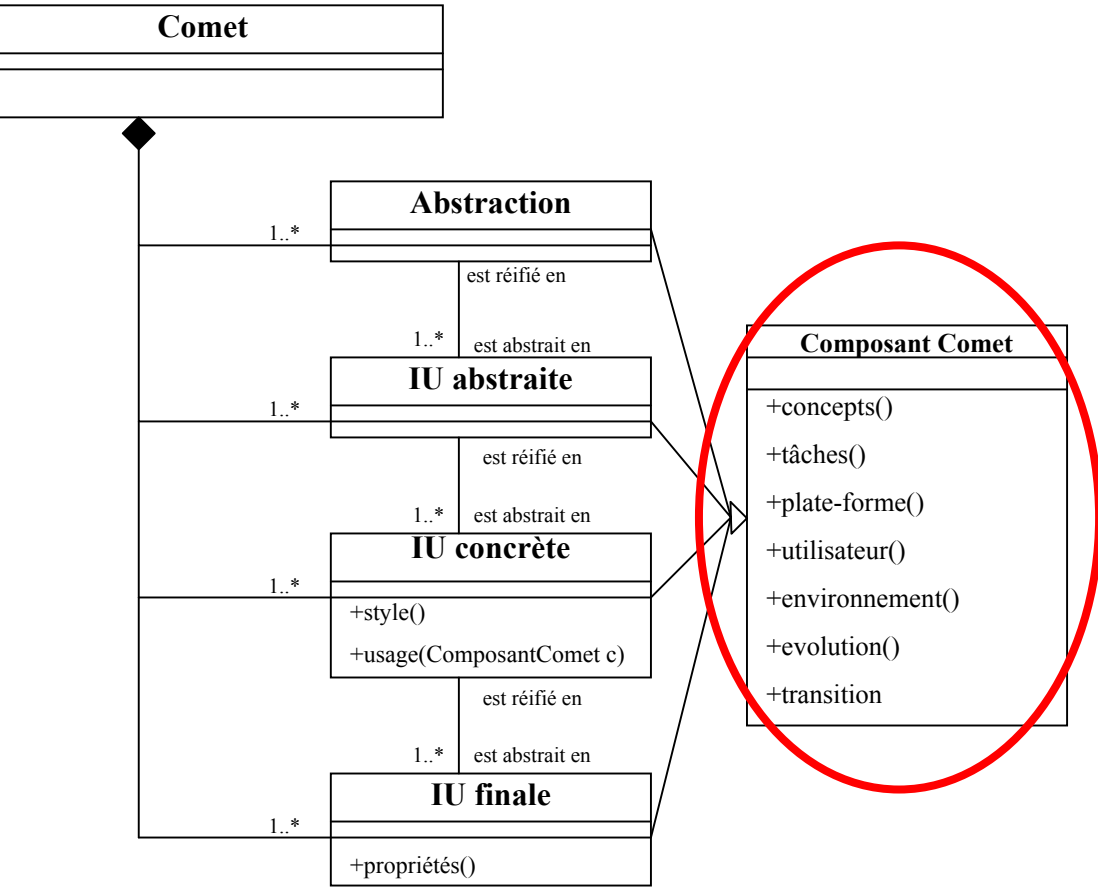 Comet
Abstraction
1..*
est réifié en
1..*
est abstrait en
IU abstraite
1..*
est réifié en
1..*
est abstrait en
IU concrète
1..*
+style()
+usage(ComposantComet c)
est réifié en
1..*
est abstrait en
IU finale
1..*
+propriétés()
Composant Comet
+concepts()
+tâches()
+plate-forme()
+utilisateur()
+environnement()
+evolution()
+transition